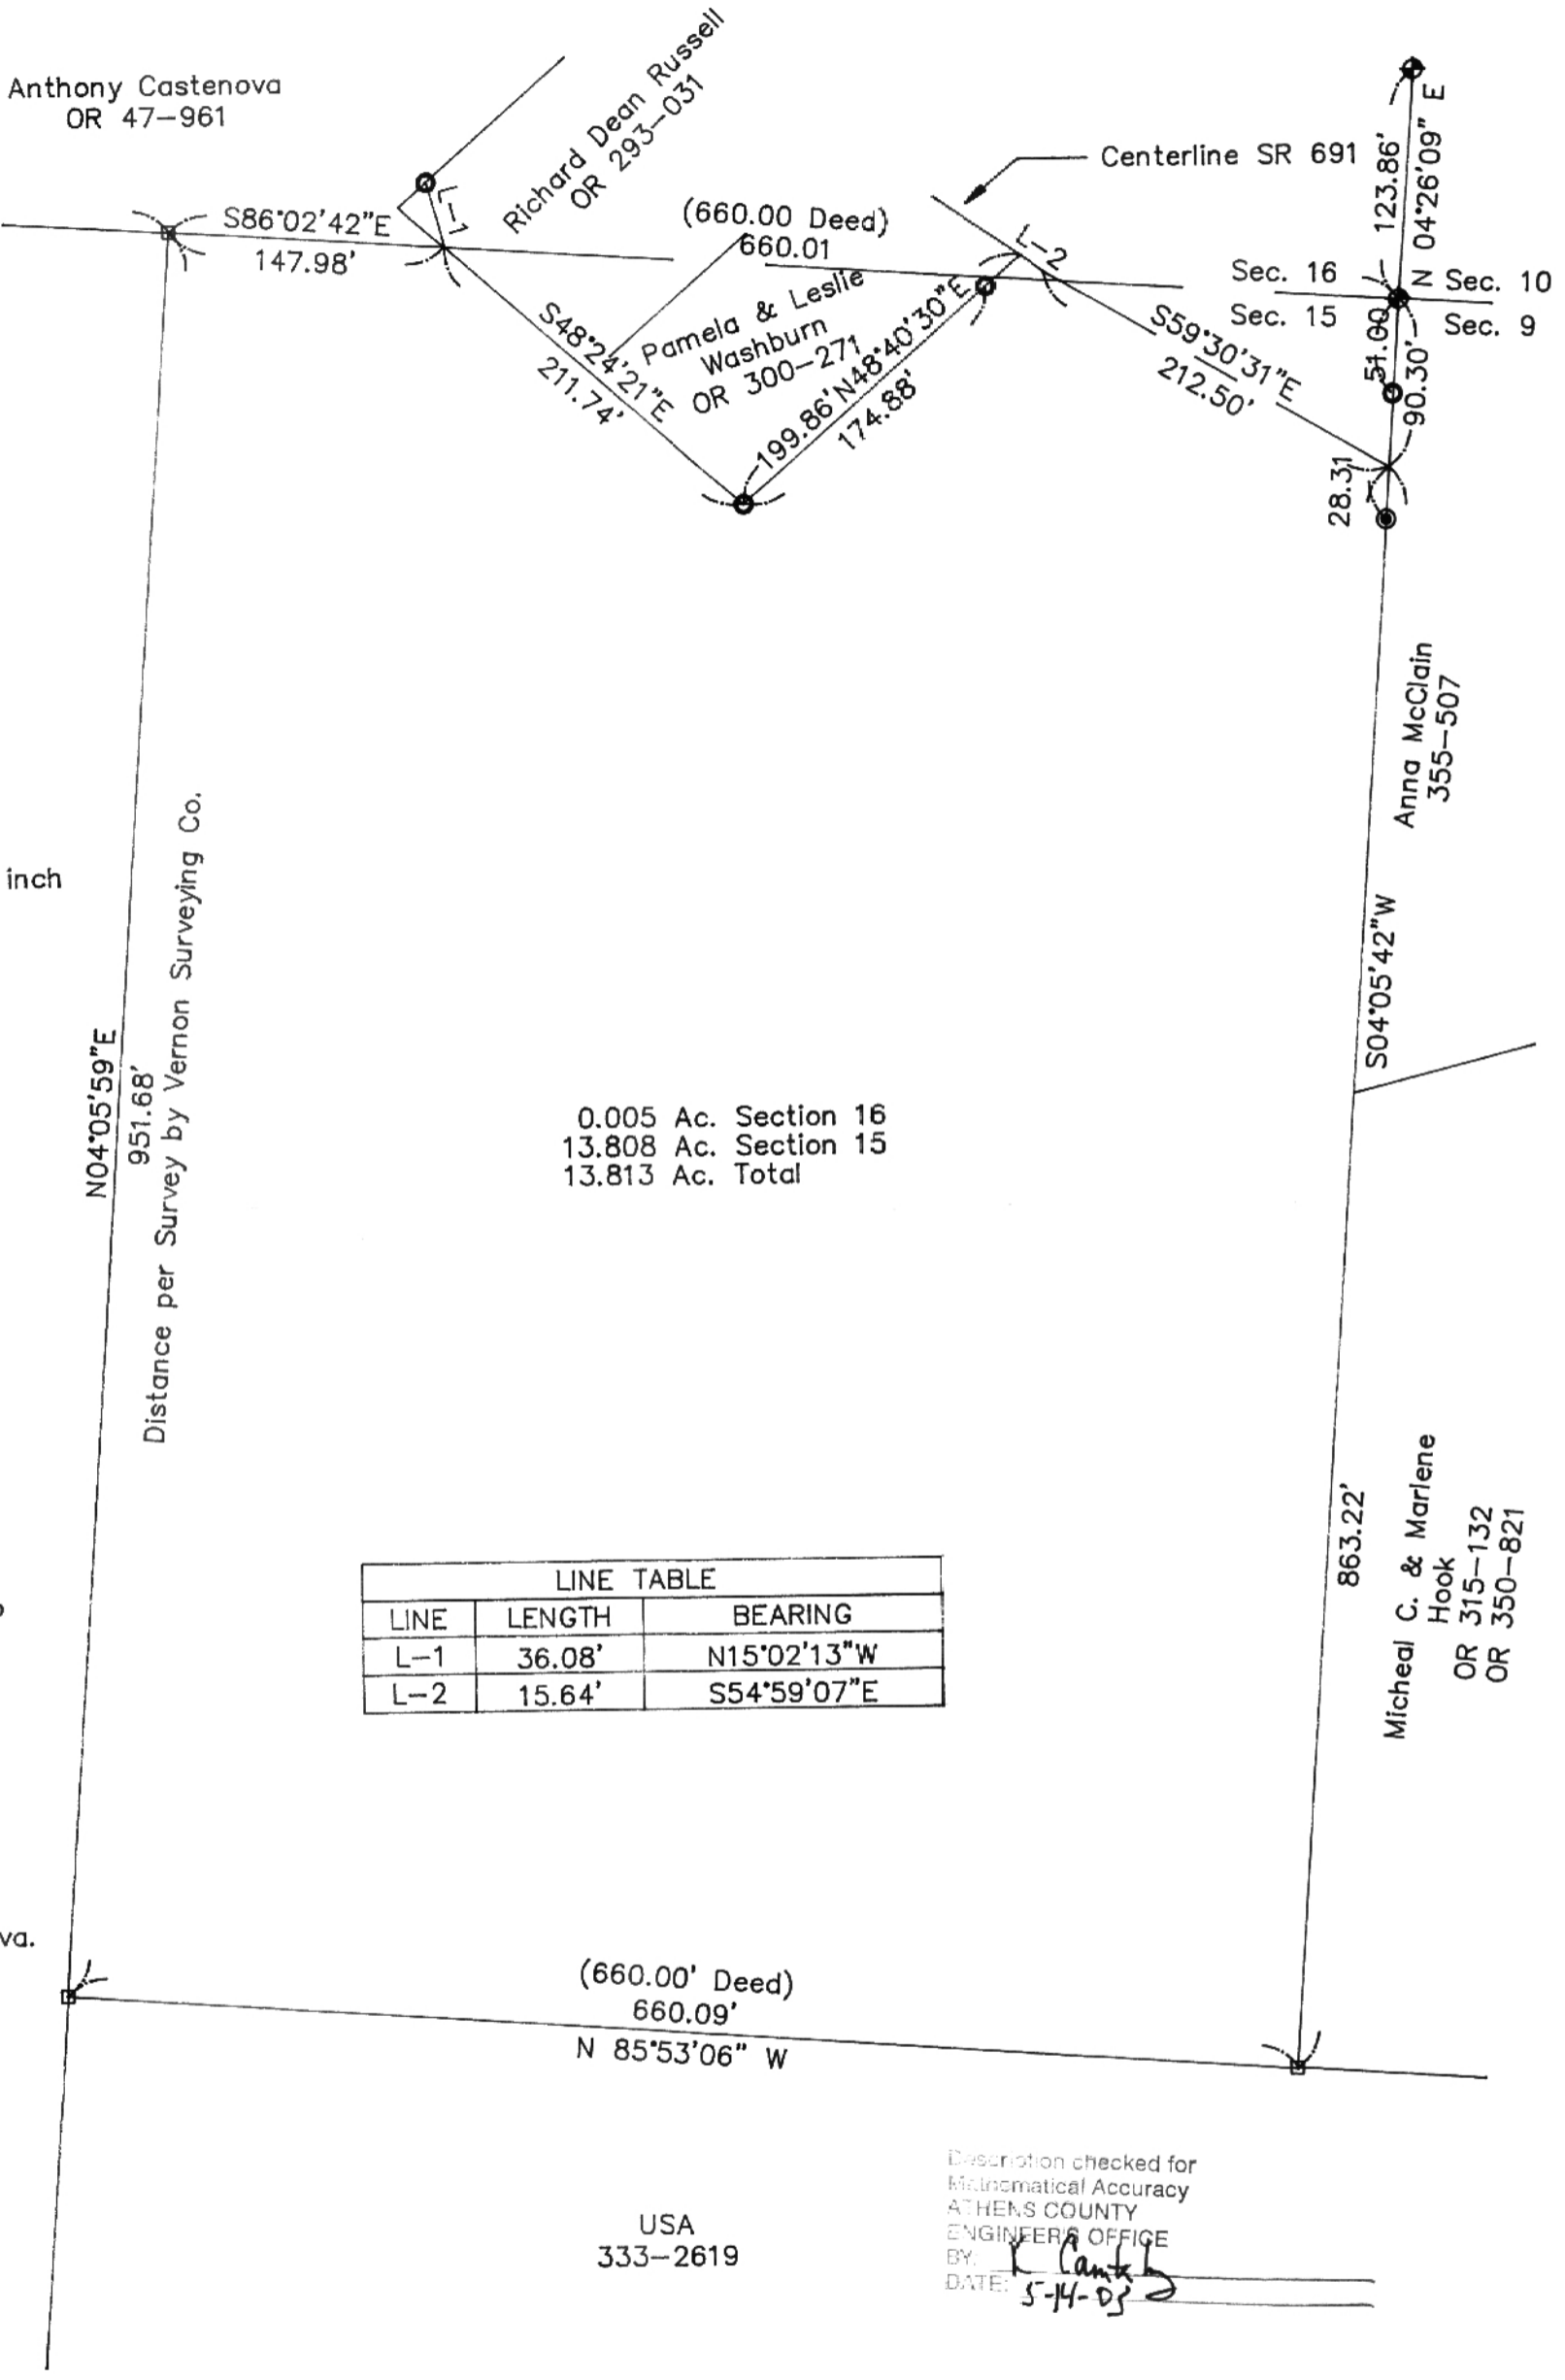 Anthony Castenova
OR 47-961
Richard Dean Russell
OR 293-031
Centerline SR 691
123.86'
N 04°26'09" E
S86°02'42"E
147.98'
L-1
(660.00 Deed)
660.01
L-2
Sec. 16
Sec. 10
Sec. 15
Sec. 9
S48°24'21"E
211.74'
Pamela & Leslie
Washburn
OR 300-271
199.86' N48°40'30"E
174.88'
S59°30'31"E
212.50'
51.00
90.30'
28.31
Anna McClain
355-507
inch
N04°05'59"E
951.68'
Distance per Survey by Vernon Surveying Co.
S04°05'42"W
0.005 Ac. Section 16
13.808 Ac. Section 15
13.813 Ac. Total
863.22'
Micheal C. & Marlene
Hook
OR 315-132
OR 350-821
LINE TABLE
LINE LENGTH BEARING
L-1 36.08' N15°02'13"W
L-2 15.64' S54°59'07"E
va.
(660.00' Deed)
660.09'
N 85°53'06" W
USA
333-2619
Description checked for
Mathematical Accuracy
ATHENS COUNTY
ENGINEER'S OFFICE
BY: K
DATE: 5-14-03